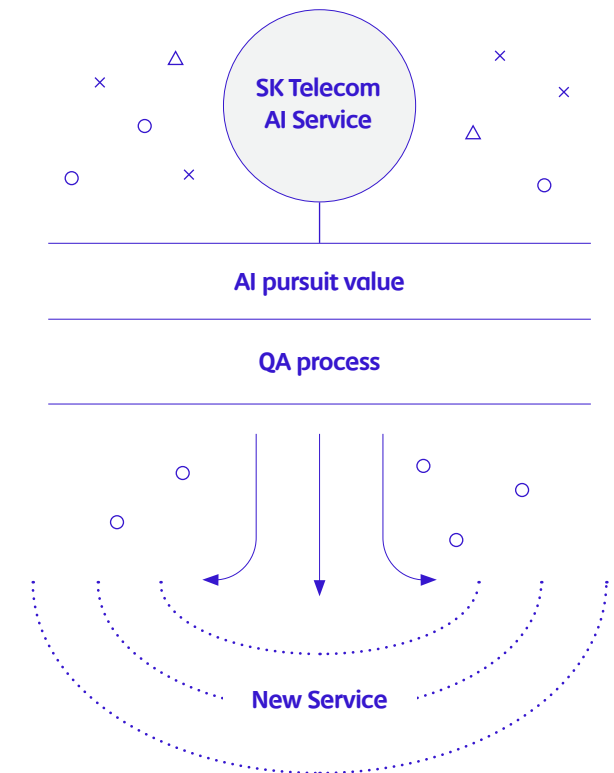 SK Telecom
AI Service
AI pursuit value
QA process
New Service